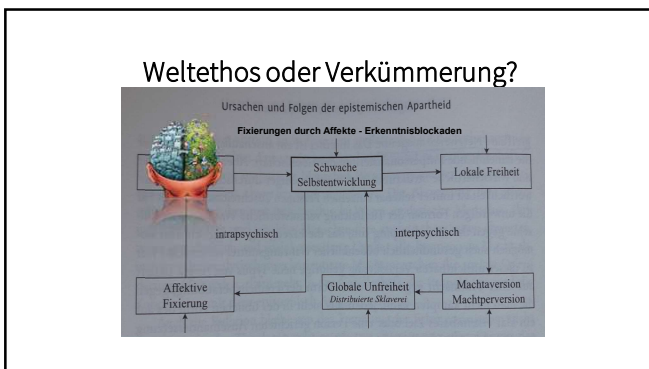 Weltethos oder Verkümmerung?
Ursachen und Folgen der epistemischen Apartheid
Fixierungen durch Affekte - Erkenntnisblockaden
Schwache
Selbstentwicklung
Lokale Freiheit
intrapsychisch
interpsychisch
Affektive
Fixierung
Globale Unfreiheit
Distribuierte Sklaverei
Machtaversion
Machtperversion